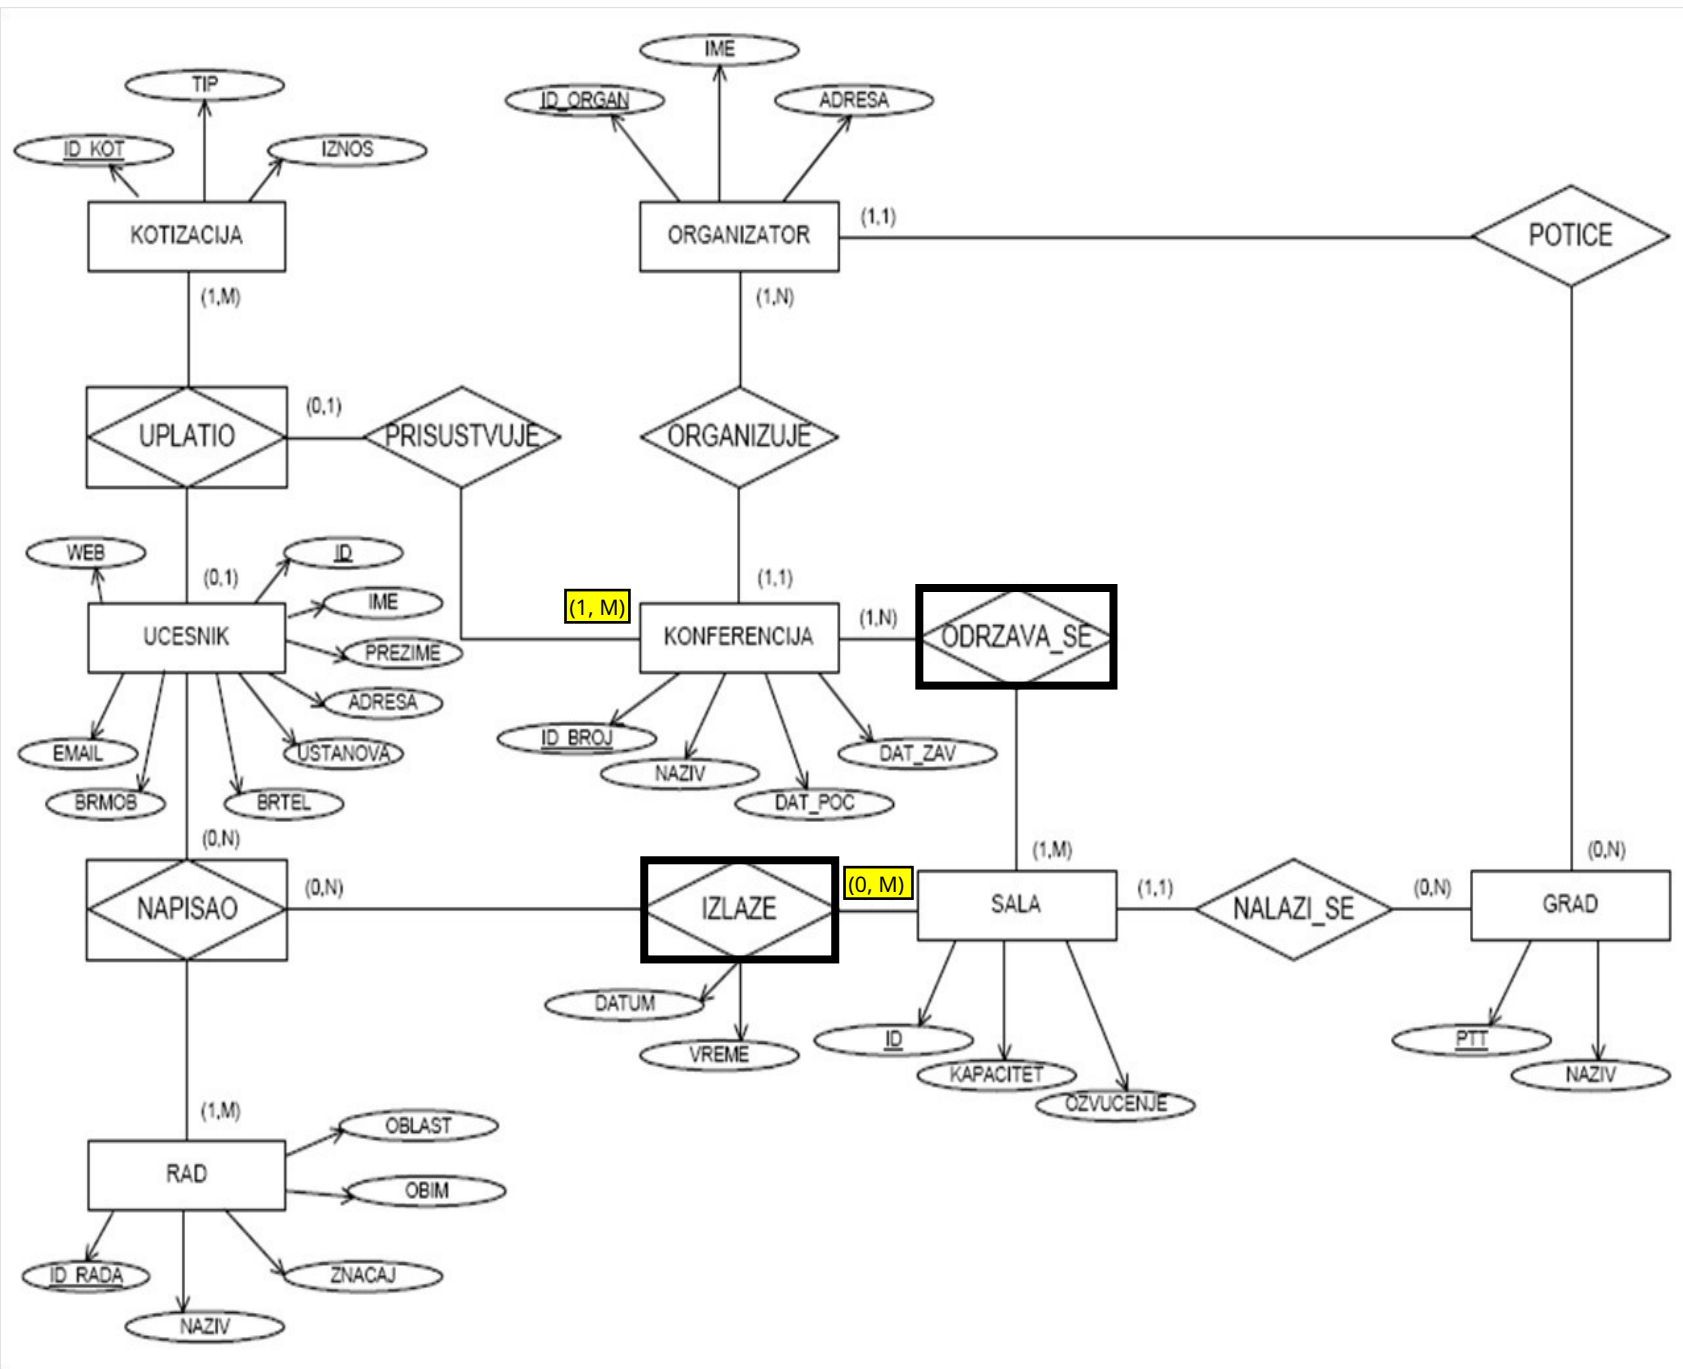 IME
TIP
ID_ORGAN
ADRESA
ID_KOT
IZNOS
KOTIZACIJA
ORGANIZATOR
(1,1)
POTICE
(1,M)
(1,N)
(0,1)
UPLATIO
PRISUSTVUJE
ORGANIZUJE
WEB
ID
(0,1)
(1,1)
IME
(1, M)
(1,N)
UCESNIK
KONFERENCIJA
ODRZAVA_SE
PREZIME
ADRESA
ID_BROJ
EMAIL
USTANOVA
DAT_ZAV
NAZIV
BRMOB
BRTEL
DAT_POC
(0,N)
(1,M)
(0,N)
(0,N)
(0, M)
(1,1)
(0,N)
NAPISAO
IZLAZE
SALA
NALAZI_SE
GRAD
DATUM
ID
PTT
VREME
KAPACITET
NAZIV
OZVUCENJE
(1,M)
OBLAST
RAD
OBIM
ID_RADA
ZNACAJ
NAZIV